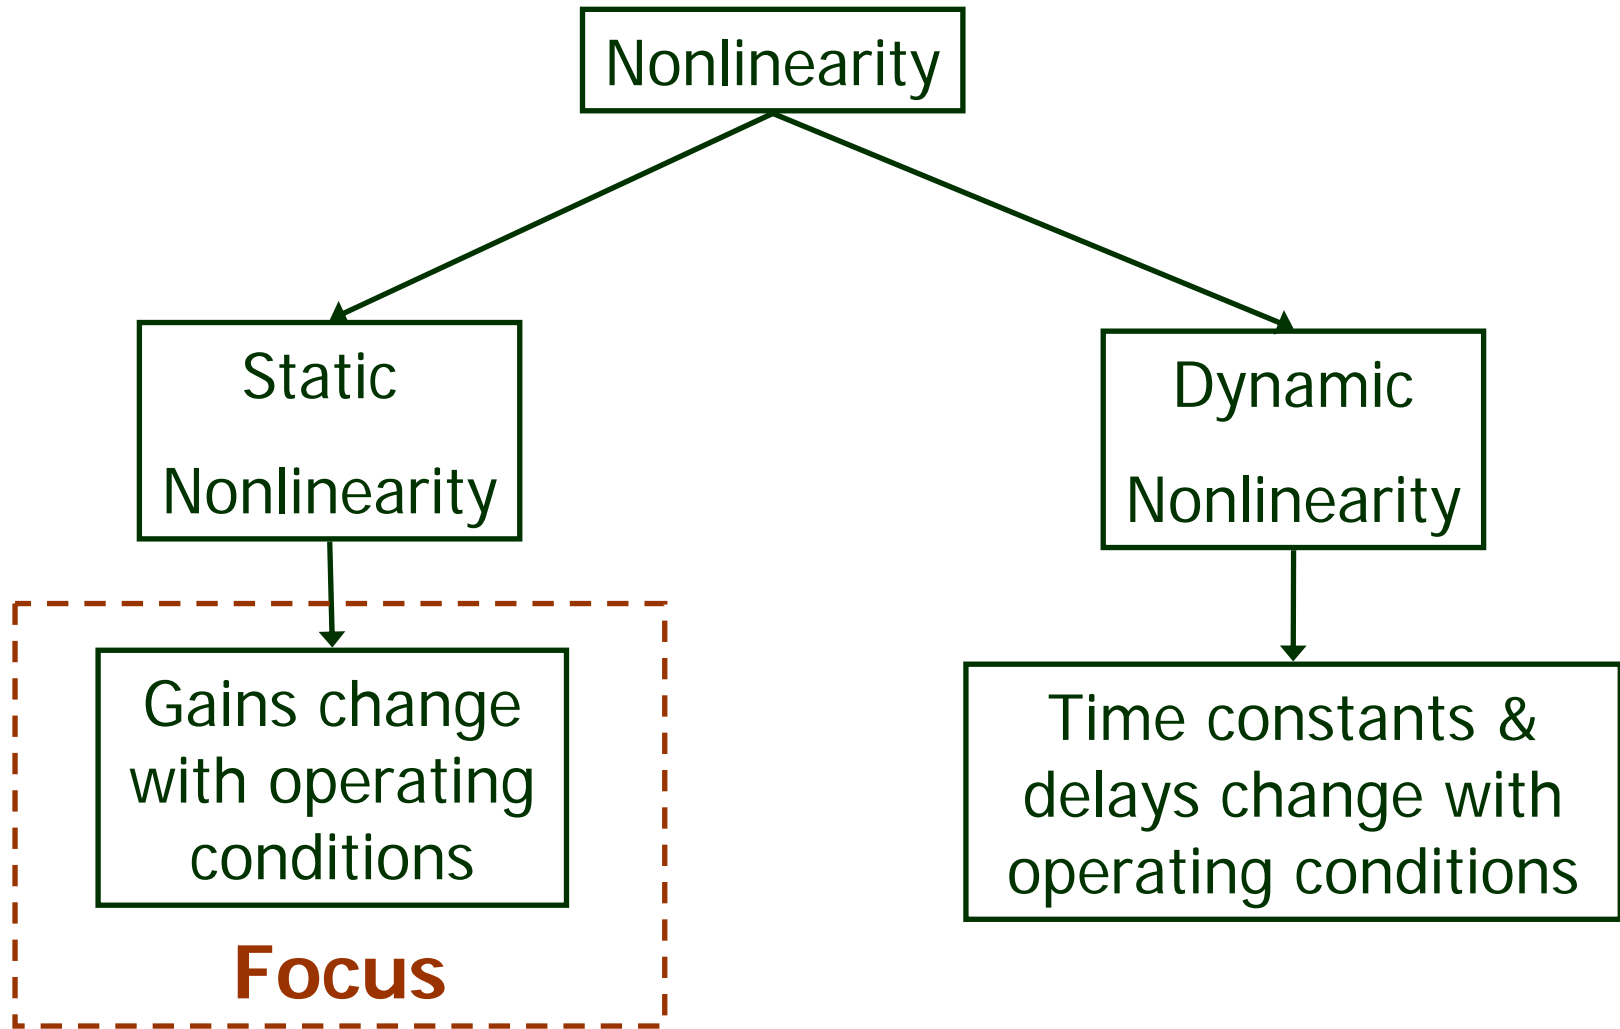 Nonlinearity
Static
Nonlinearity
Dynamic
Nonlinearity
Gains change
with operating
conditions
Time constants &
delays change with
operating conditions
Focus